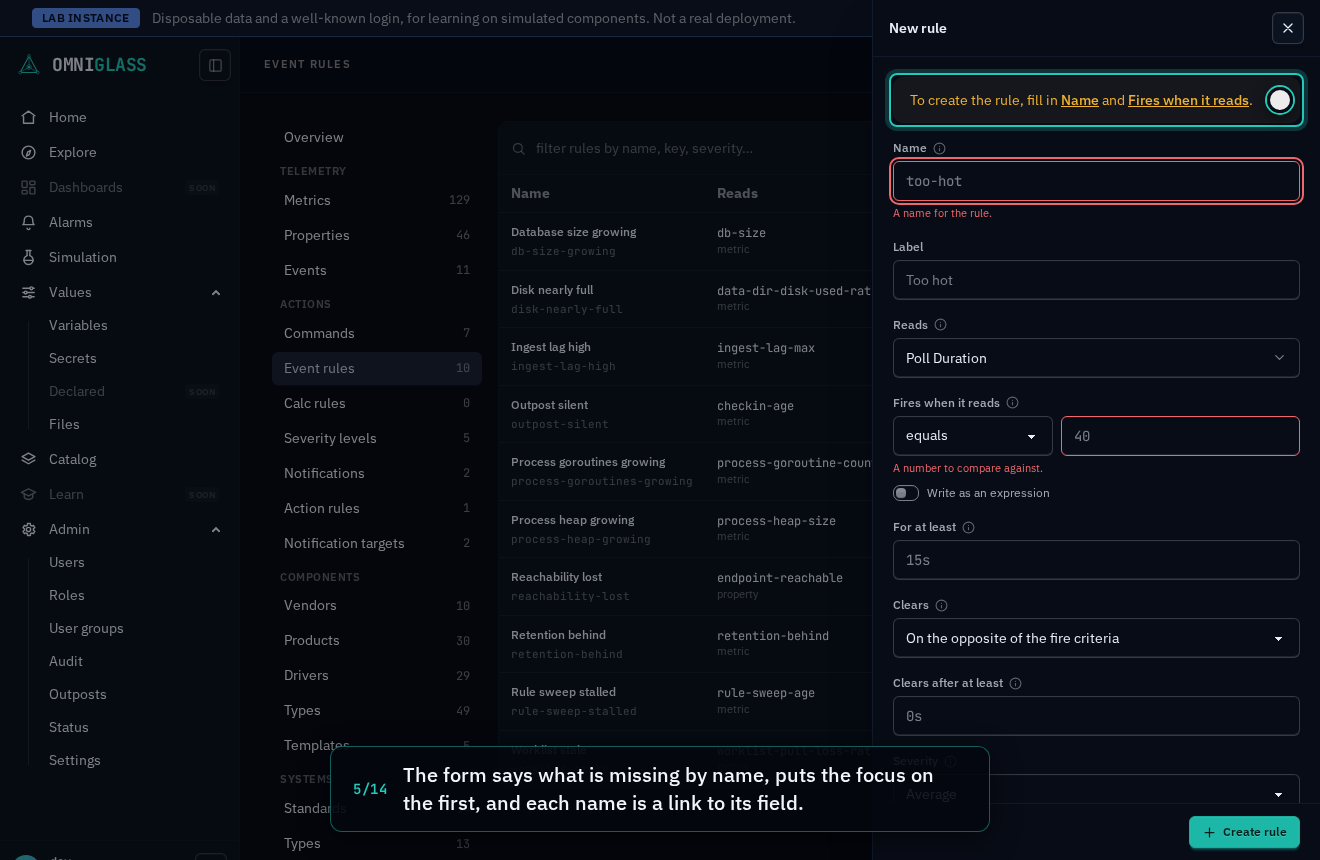 LAB INSTANCE Disposable data and a well-known login, for learning on simulated components. Not a real deployment.
OMNIGLASS
Home
Explore
Dashboards SOON
Alarms
Simulation
Values
Variables
Secrets
Declared SOON
Files
Catalog
Learn SOON
Admin
Users
Roles
User groups
Audit
Outposts
Status
Settings
EVENT RULES
Overview
TELEMETRY
Metrics 129
Properties 46
Events 11
ACTIONS
Commands 7
Event rules 10
Calc rules 0
Severity levels 5
Notifications 2
Action rules 1
Notification targets 2
COMPONENTS
Vendors 10
Products 30
Drivers 29
Types 49
Templates 5
SYSTEMS
Standards
Types 13
filter rules by name, key, severity...
Name Reads
Database size growing db-size
db-size-growing metric
Disk nearly full data-dir-disk-used-rat
disk-nearly-full metric
Ingest lag high ingest-lag-max
ingest-lag-high metric
Outpost silent checkin-age
outpost-silent metric
Process goroutines growing process-goroutine-coun
process-goroutines-growing metric
Process heap growing process-heap-size
process-heap-growing metric
Reachability lost endpoint-reachable
reachability-lost property
Retention behind retention-behind
retention-behind metric
Rule sweep stalled rule-sweep-age
rule-sweep-stalled metric
New rule
To create the rule, fill in Name and Fires when it reads.
Name
too-hot
A name for the rule.
Label
Too hot
Reads
Poll Duration
Fires when it reads
equals 40
A number to compare against.
Write as an expression
For at least
15s
Clears
On the opposite of the fire criteria
Clears after at least
0s
Severity
Average
Create rule
5/14 The form says what is missing by name, puts the focus on
the first, and each name is a link to its field.